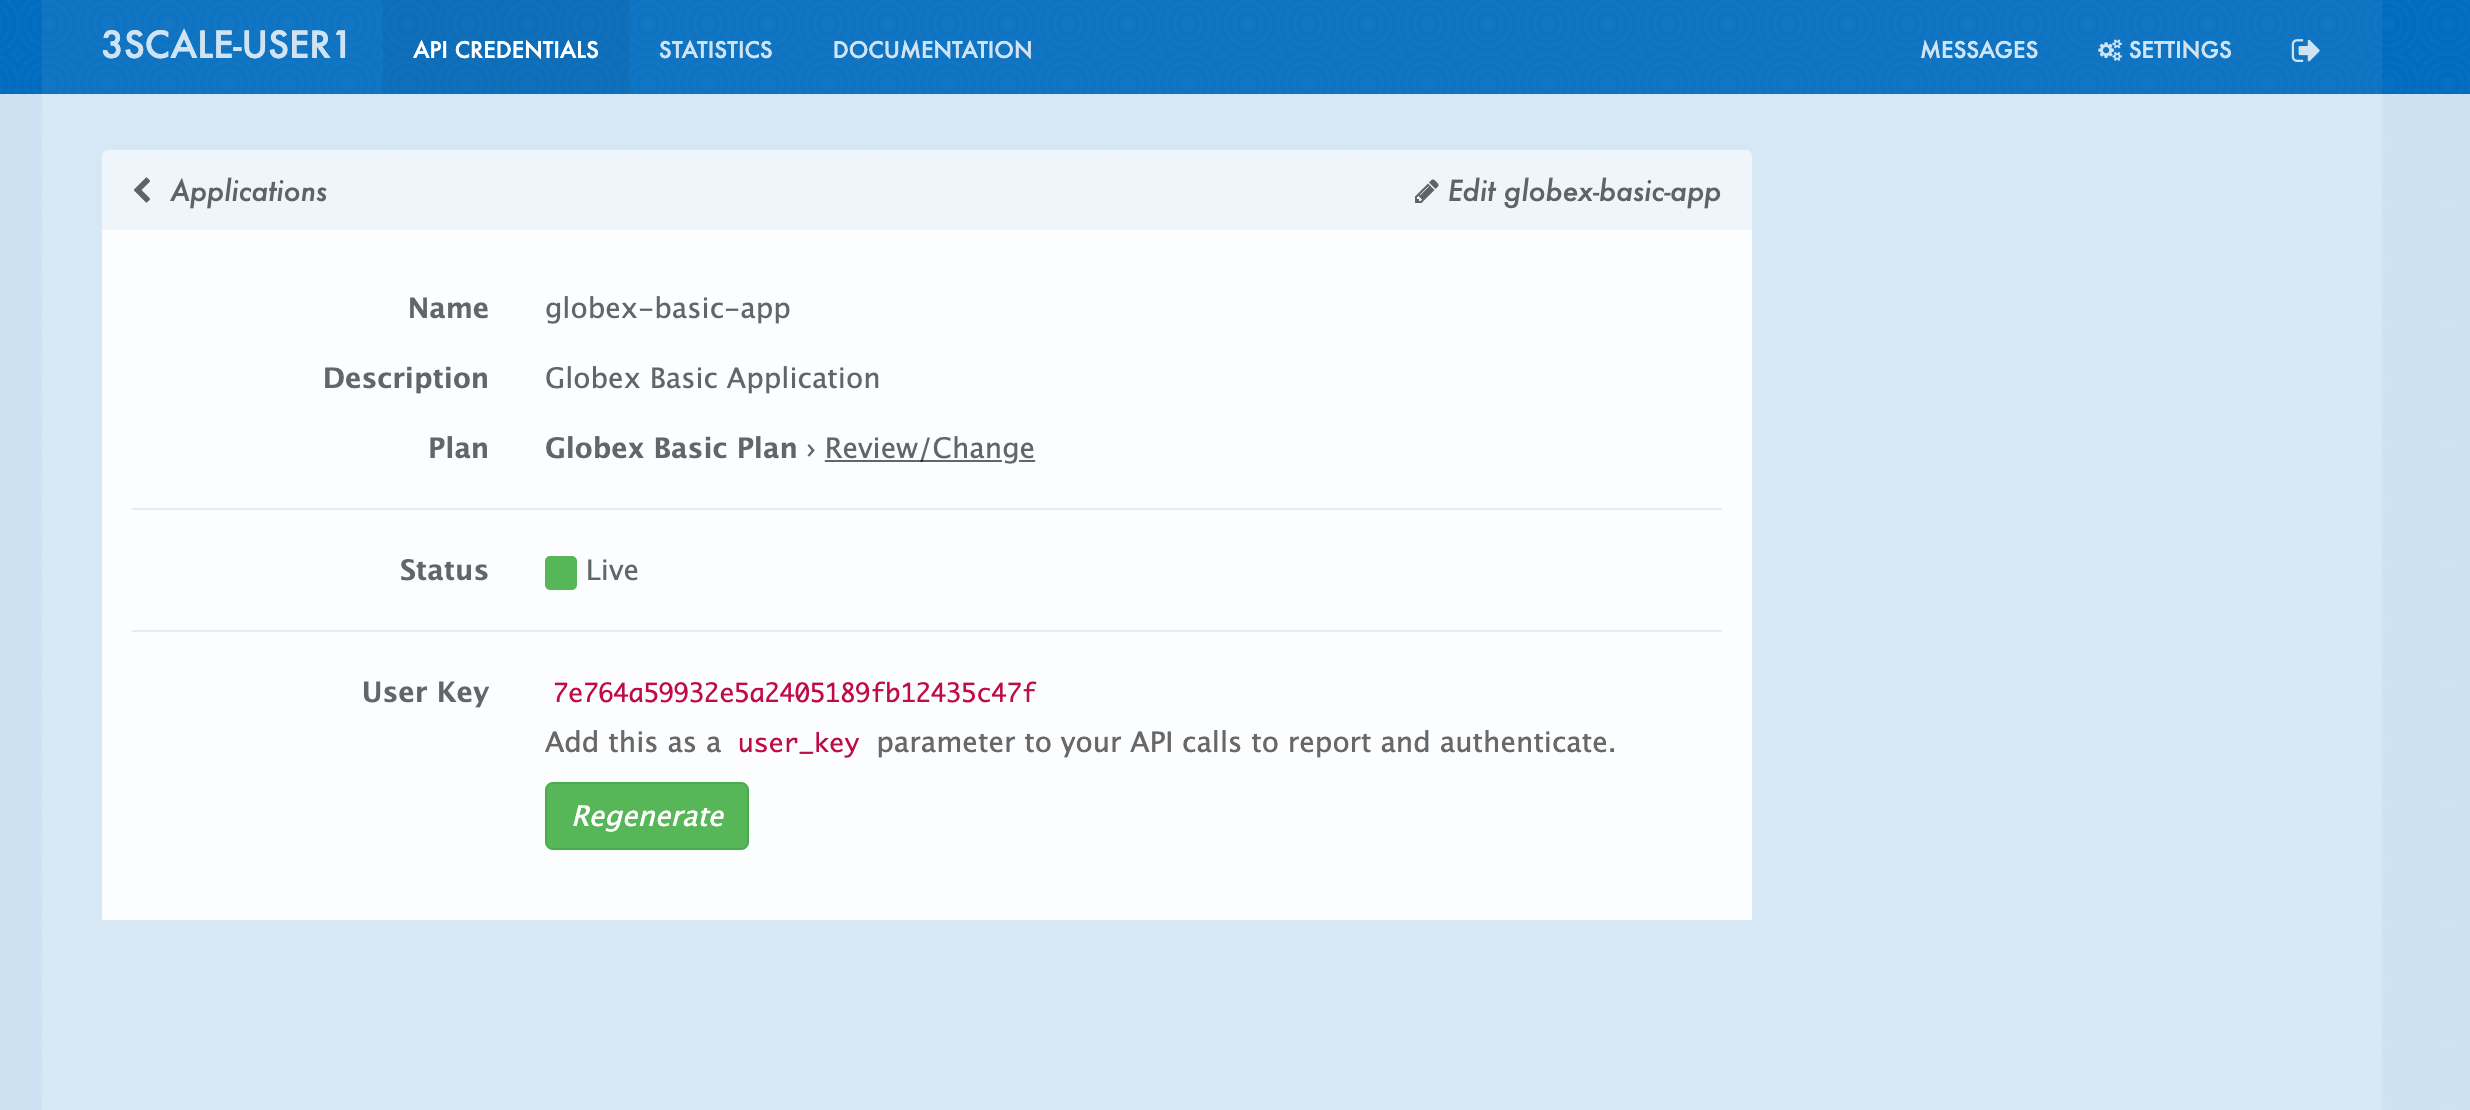 3SCALE-USER1 API CREDENTIALS STATISTICS DOCUMENTATION MESSAGES SETTINGS
Applications Edit globex-basic-app
Name globex-basic-app
Description Globex Basic Application
Plan Globex Basic Plan › Review/Change
Status Live
User Key 7e764a59932e5a2405189fb12435c47f
Add this as a user_key parameter to your API calls to report and authenticate.
Regenerate